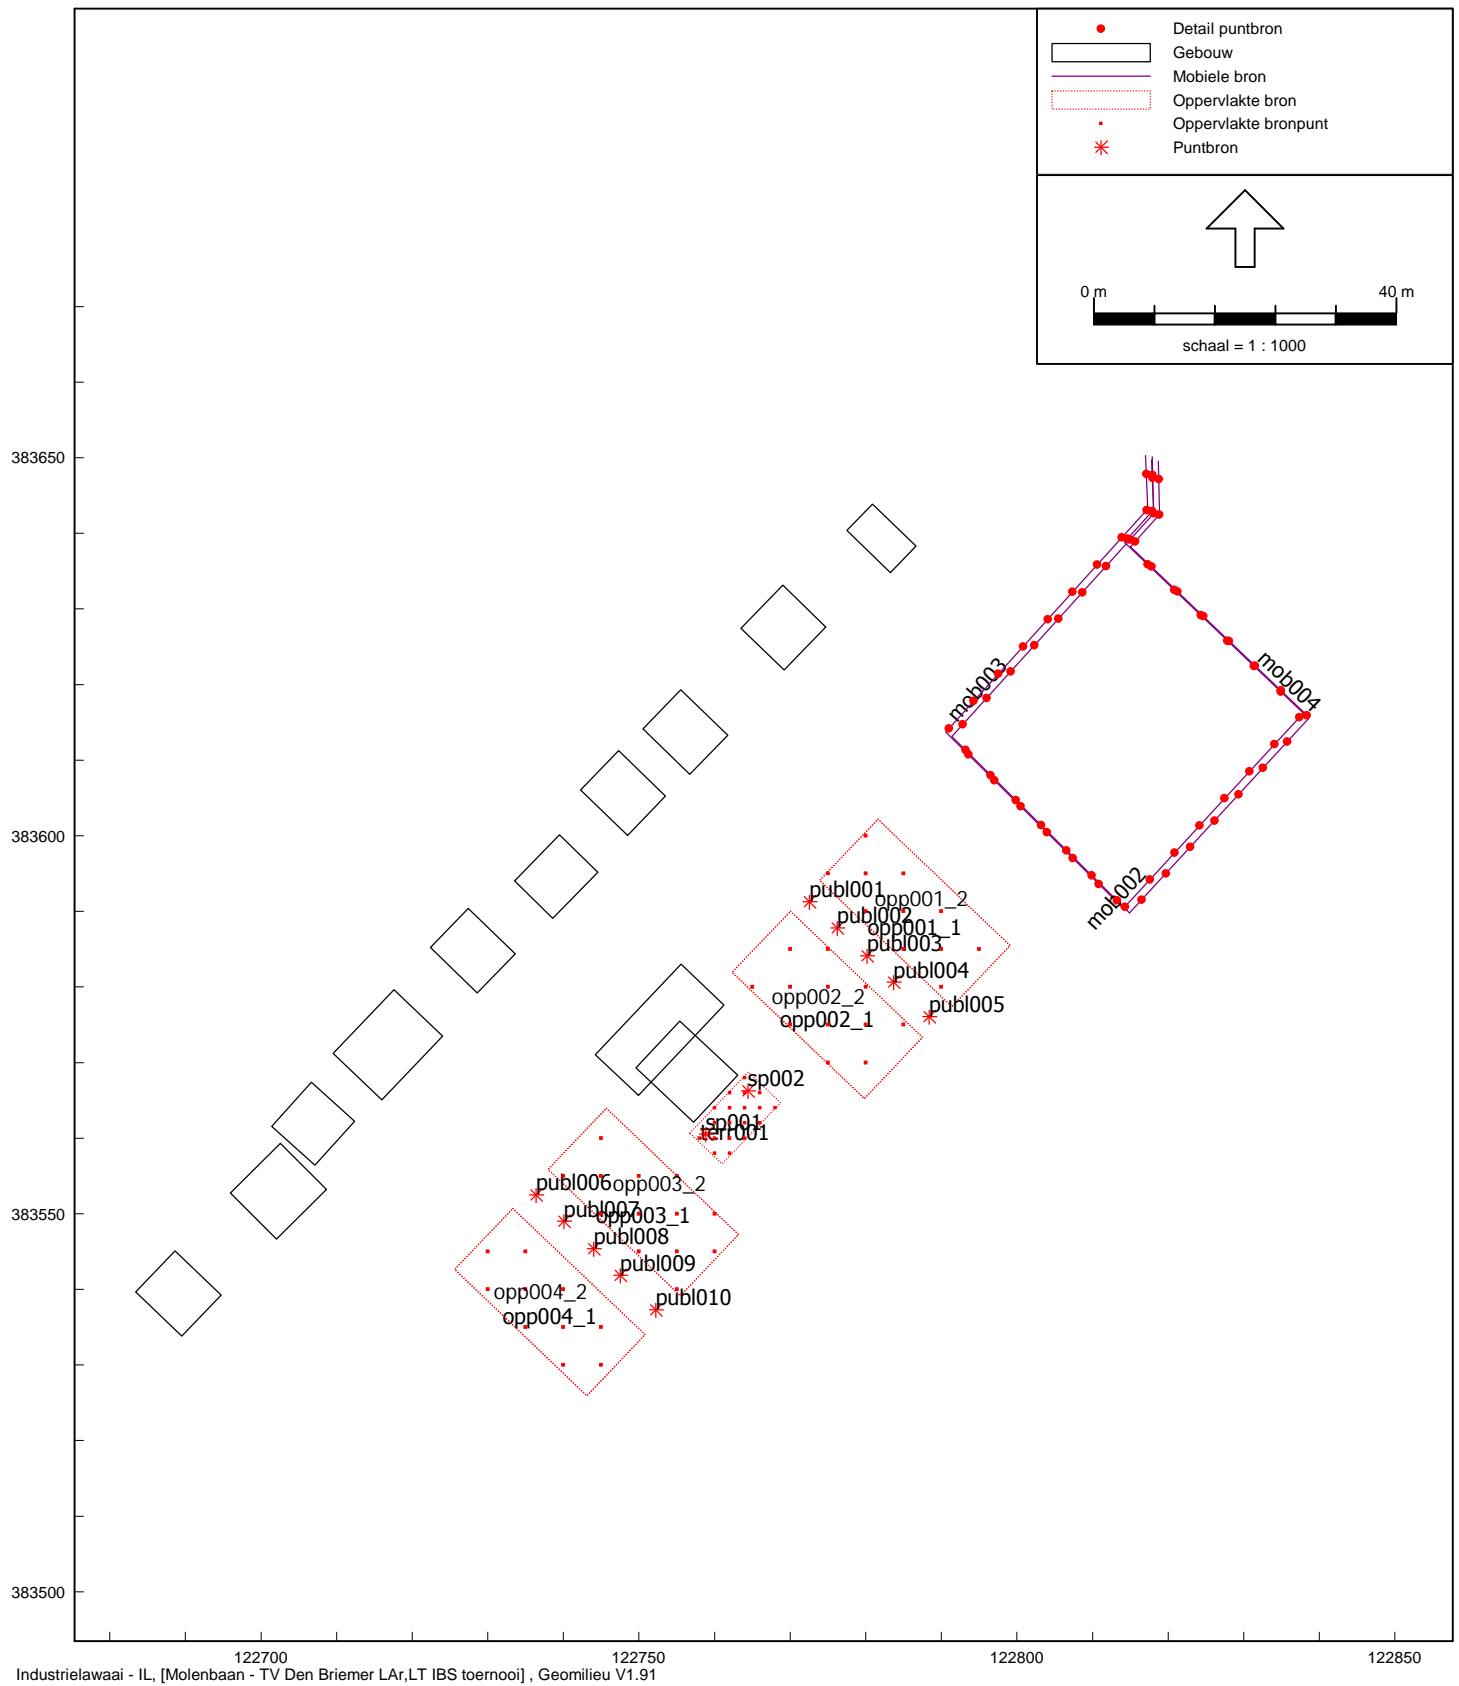 Detail puntbron
Gebouw
Mobiele bron
Oppervlakte bron
Oppervlakte bronpunt
Puntbron
0 m
40 m
schaal = 1 : 1000
383650
mob003
mob004
383600
publ001
opp001_2
publ002
opp001_1
publ003
mob002
publ004
opp002_2
publ005
opp002_1
sp002
sp001
terr001
publ006
opp003_2
publ007
opp003_1
383550
publ008
publ009
opp004_2
publ010
opp004_1
383500
122700
122750
122800
122850
Industrielawaai - IL, [Molenbaan - TV Den Briemer LAr,LT IBS toernooi] , Geomilieu V1.91